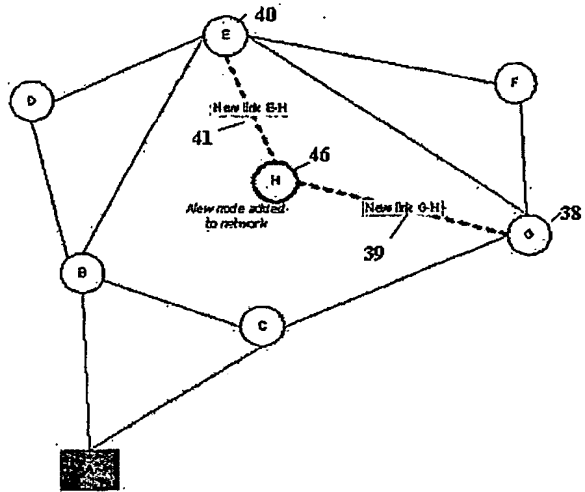 40
E
F
D
New link E-H
41
46
H
New node added
to network
New link G-H
38
G
39
B
C
A